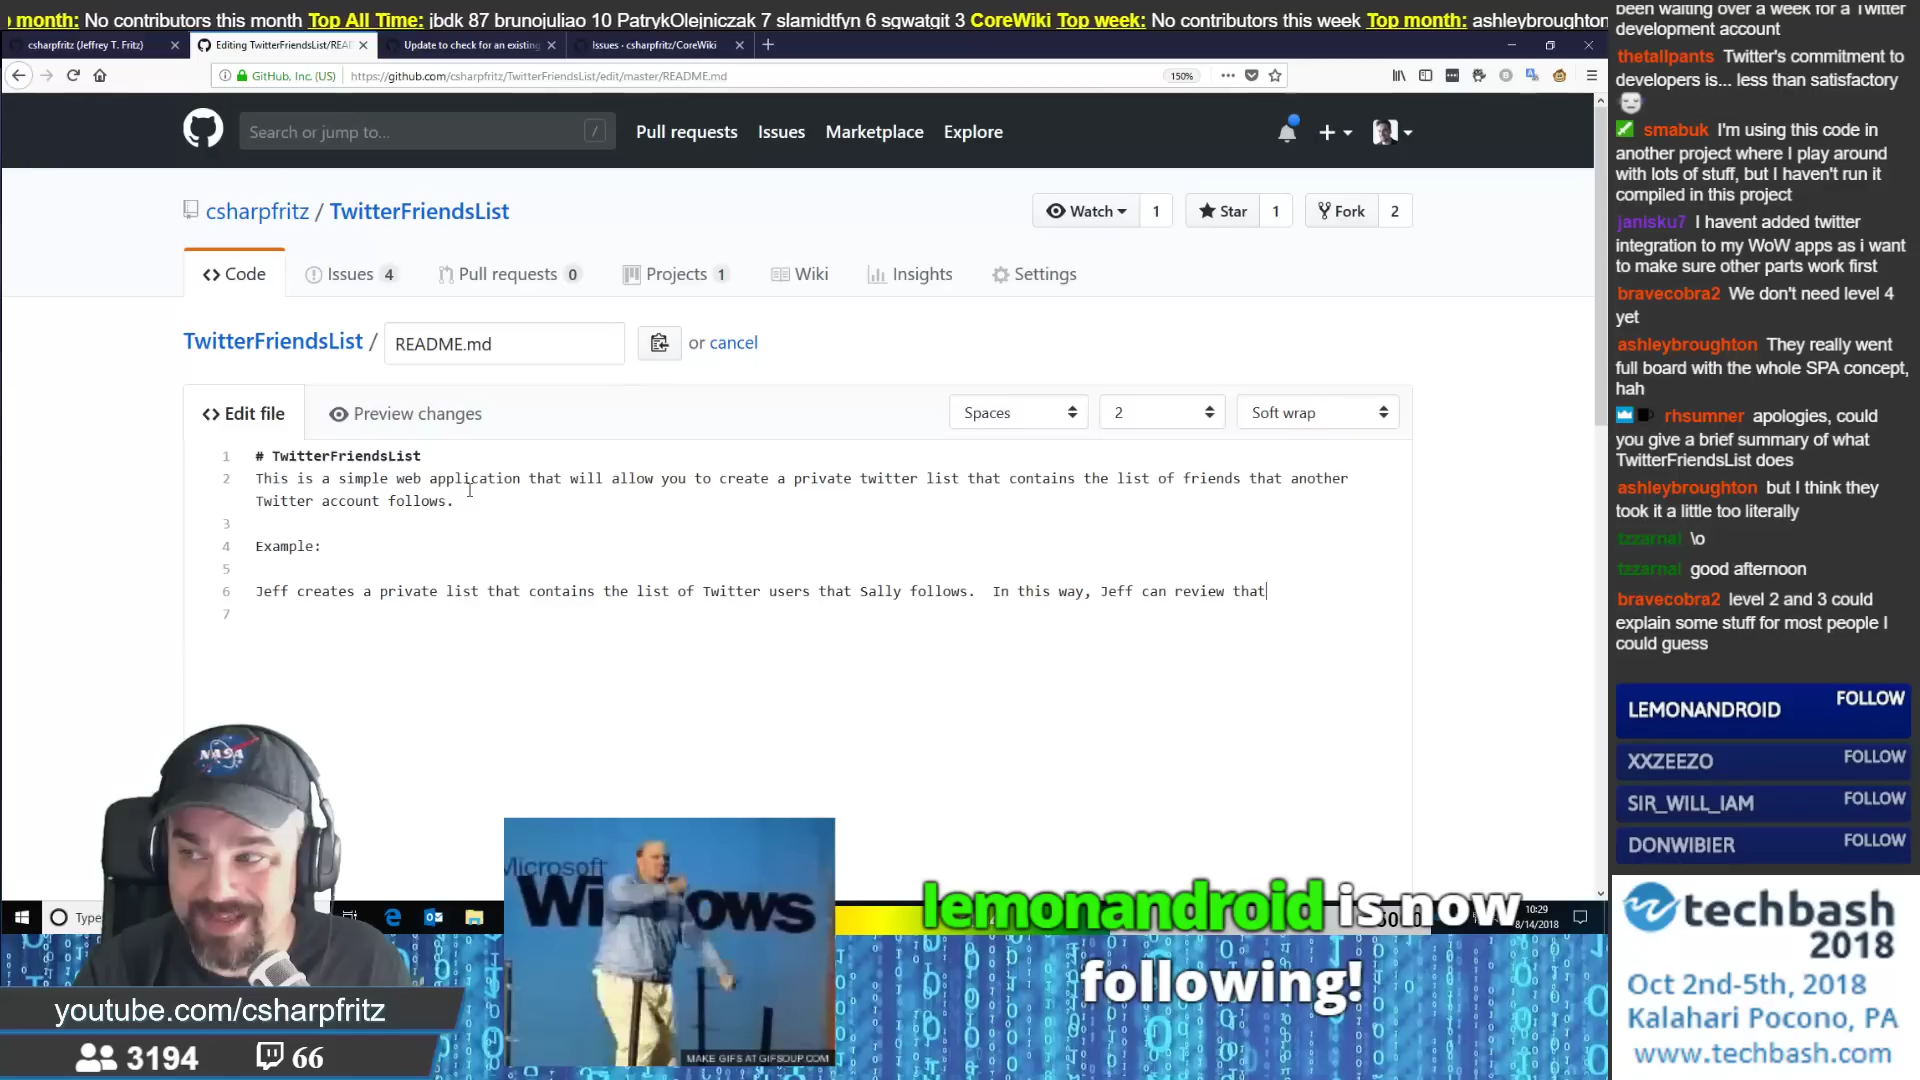 month: No contributors this month Top All Time: jbdk 87 brunojuliao 10 PatrykOlejniczak 7 slamidtfyn 6 sgwatgit 3 CoreWiki Top week: No contributors this week Top month: ashleybroughton
csharpfritz (Jeffrey T. Fritz)
Editing TwitterFriendsList/REA
Update to check for an existing
Issues · csharpfritz/CoreWiki
GitHub, Inc. (US)
https://github.com/csharpfritz/TwitterFriendsList/edit/master/README.md
150%
Search or jump to...
/
Pull requests
Issues
Marketplace
Explore
csharpfritz / TwitterFriendsList
Watch 1
Star 1
Fork 2
Code
Issues 4
Pull requests 0
Projects 1
Wiki
Insights
Settings
TwitterFriendsList / README.md or cancel
Edit file
Preview changes
Spaces
2
Soft wrap
1 # TwitterFriendsList
2 This is a simple web application that will allow you to create a private twitter list that contains the list of friends that another
Twitter account follows.
3
4 Example:
5
6 Jeff creates a private list that contains the list of Twitter users that Sally follows.  In this way, Jeff can review that
7
been waiting over a week for a Twitter
development account
thetallpants Twitter's commitment to
developers is... less than satisfactory
smabuk I'm using this code in
another project where I play around
with lots of stuff, but I haven't run it
compiled in this project
janisku7 I havent added twitter
integration to my WoW apps as i want
to make sure other parts work first
bravecobra2 We don't need level 4
yet
ashleybroughton They really went
full board with the whole SPA concept,
hah
rhsumner apologies, could
you give a brief summary of what
TwitterFriendsList does
ashleybroughton but I think they
took it a little too literally
tzzarnal \o
tzzarnal good afternoon
bravecobra2 level 2 and 3 could
explain some stuff for most people I
could guess
LEMONANDROID FOLLOW
XXZEEZO FOLLOW
SIR_WILL_IAM FOLLOW
DONWIBIER FOLLOW
techbash
2018
Oct 2nd-5th, 2018
Kalahari Pocono, PA
www.techbash.com
NASA
Type
Microsoft
Windows
MAKE GIFS AT GIFSOUP.COM
lemonandroid is now
following!
10:29
8/14/2018
youtube.com/csharpfritz
3194
66